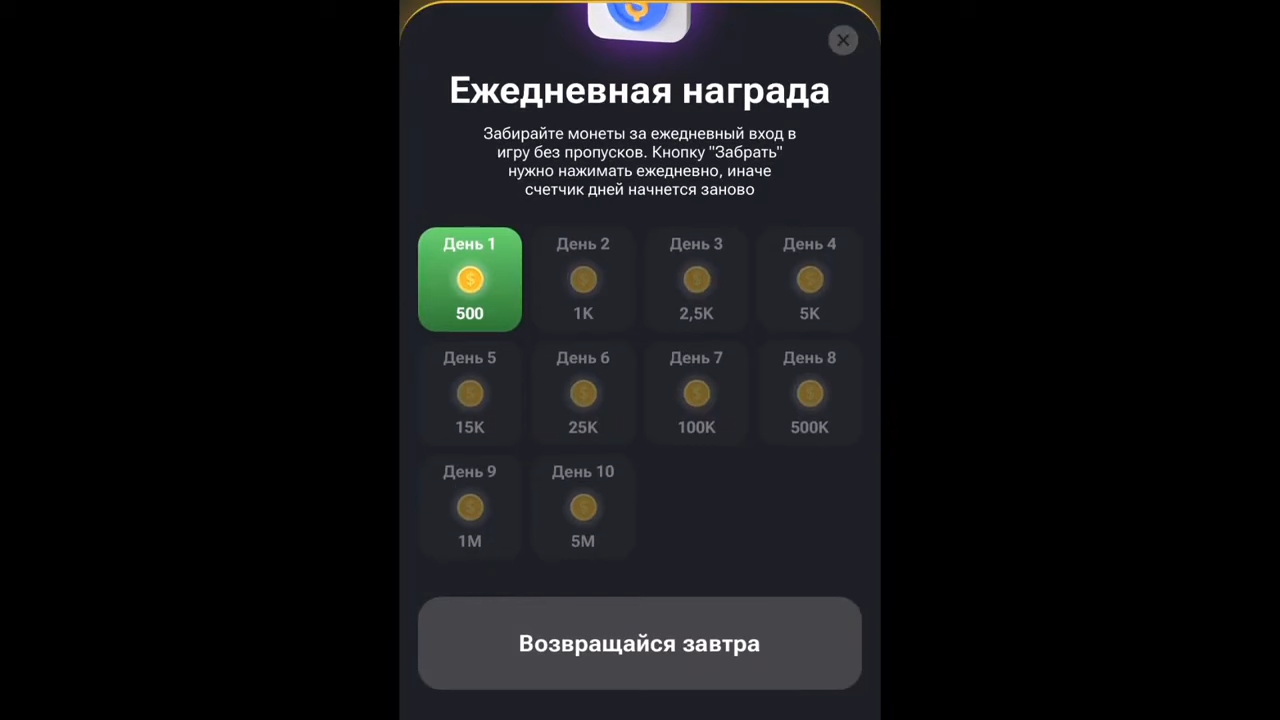 Ежедневная награда
Забирайте монеты за ежедневный вход в
игру без пропусков. Кнопку "Забрать"
нужно нажимать ежедневно, иначе
счетчик дней начнется заново
День 1
500
День 2
1K
День 3
2,5K
День 4
5K
День 5
15K
День 6
25K
День 7
100K
День 8
500K
День 9
1M
День 10
5M
Возвращайся завтра